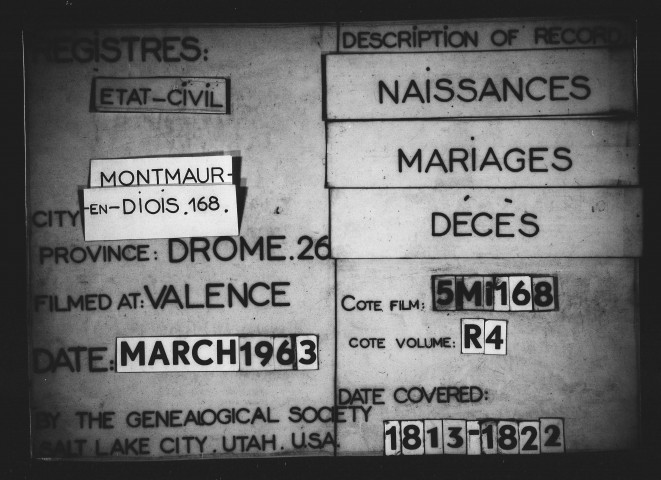 REGISTRES:
ETAT-CIVIL
MONTMAUR-
-EN-DIOIS.168.
CITY
PROVINCE: DROME.26
FILMED AT: VALENCE
DATE: MARCH 1963
BY THE GENEALOGICAL SOCIETY
SALT LAKE CITY, UTAH, U.S.A.
DESCRIPTION OF RECORD
NAISSANCES
MARIAGES
DÉCÈS
COTE FILM: 5Mi168
COTE VOLUME: R4
DATE COVERED:
1813-1822